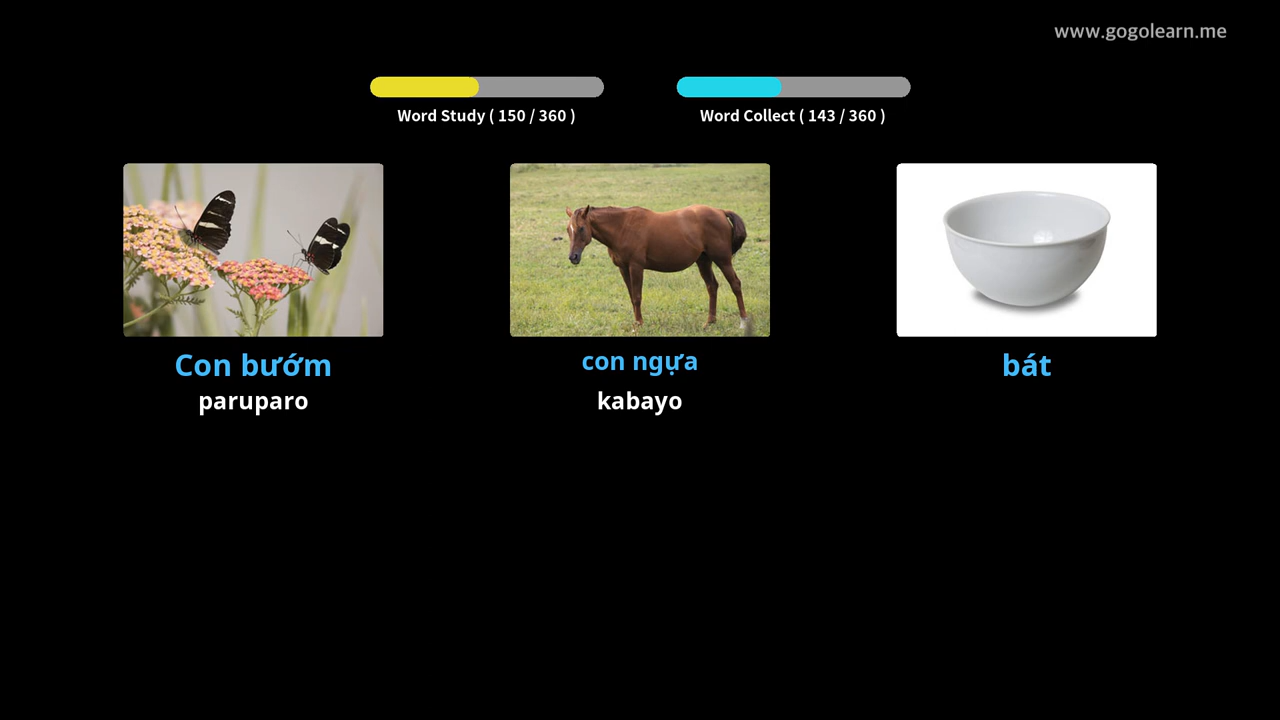 www.gogolearn.me
Word Study ( 150 / 360 )
Word Collect ( 143 / 360 )
Con bướm
paruparo
con ngựa
kabayo
bát